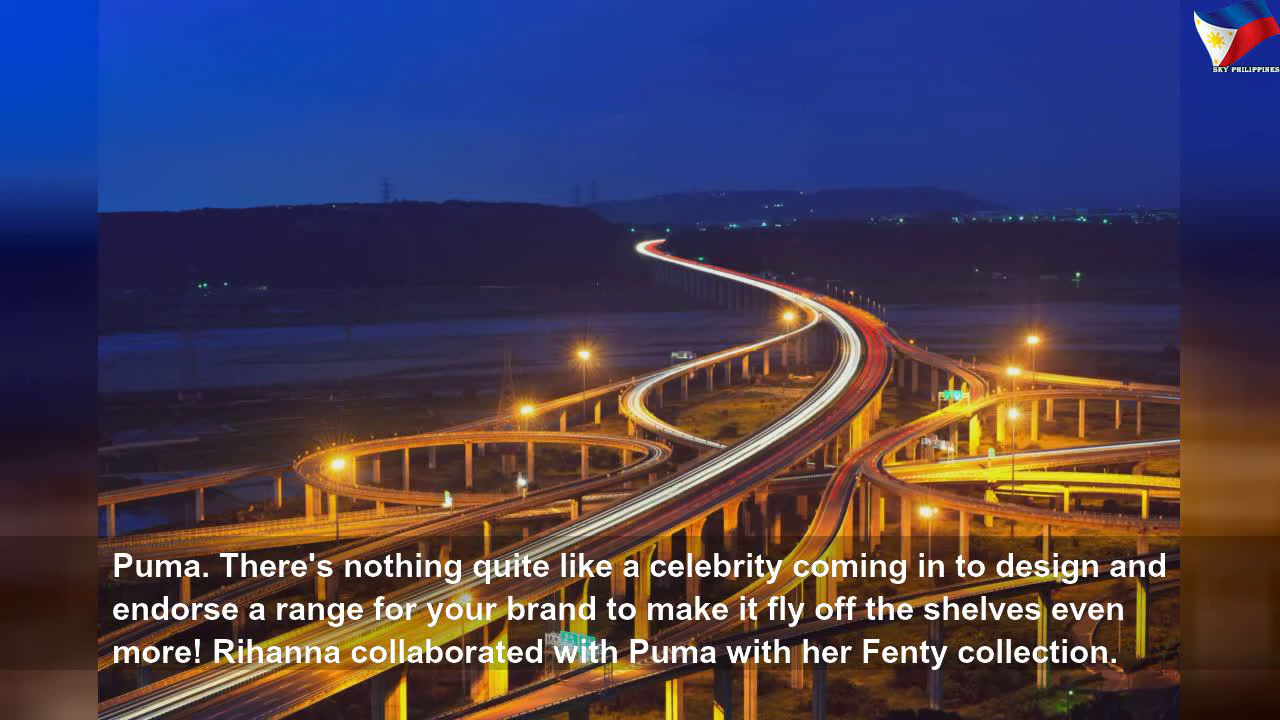 SKY PHILIPPINES
Puma. There's nothing quite like a celebrity coming in to design and
endorse a range for your brand to make it fly off the shelves even
more! Rihanna collaborated with Puma with her Fenty collection.